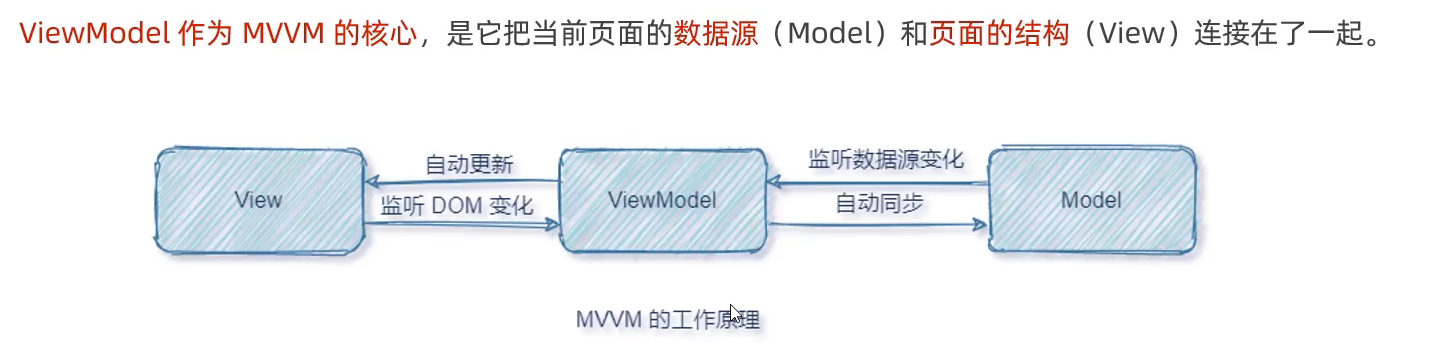 ViewModel 作为 MVVM 的核心，是它把当前页面的数据源（Model）和页面的结构（View）连接在了一起。
自动更新
监听数据源变化
View
监听 DOM 变化
ViewModel
自动同步
Model
MVVM 的工作原理